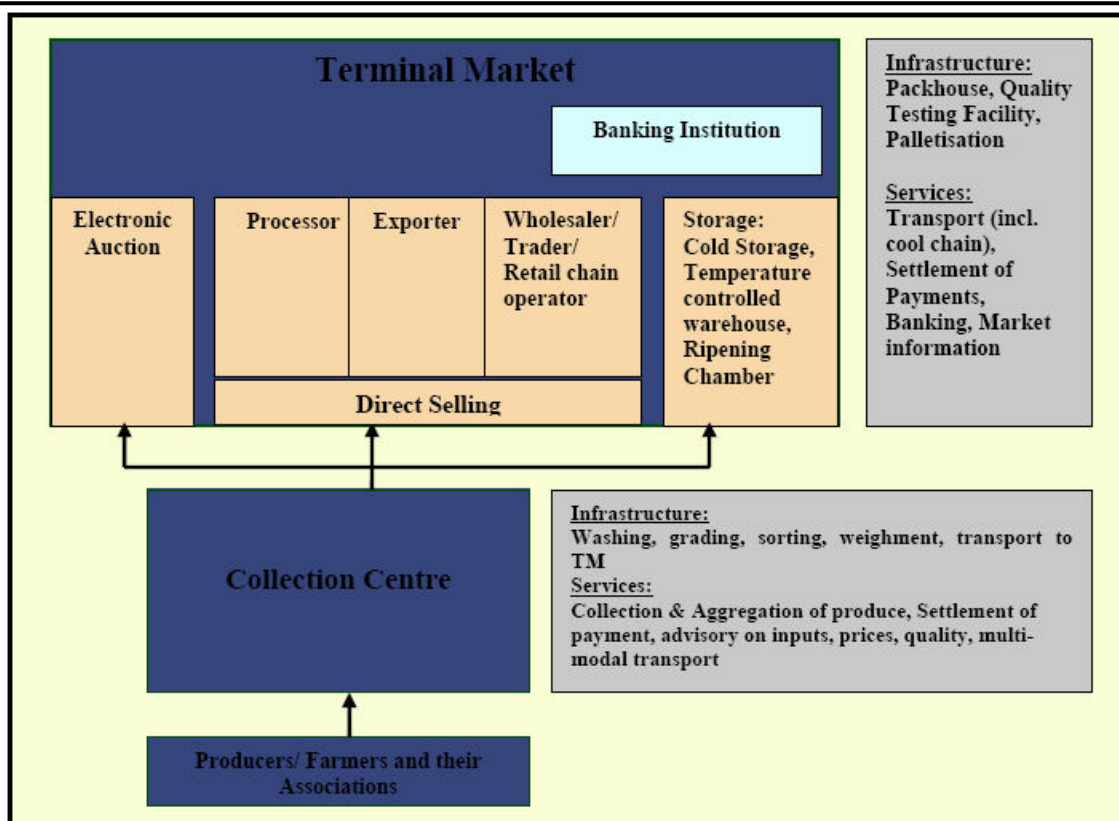 Terminal Market
Banking Institution
Electronic
Auction
Processor
Exporter
Wholesaler/
Trader/
Retail chain
operator
Direct Selling
Storage:
Cold Storage,
Temperature
controlled
warehouse,
Ripening
Chamber
Infrastructure:
Packhouse, Quality
Testing Facility,
Palletisation
Services:
Transport (incl.
cool chain),
Settlement of
Payments,
Banking, Market
information
Collection Centre
Infrastructure:
Washing, grading, sorting, weighment, transport to
TM
Services:
Collection & Aggregation of produce, Settlement of
payment, advisory on inputs, prices, quality, multi-
modal transport
Producers/ Farmers and their
Associations